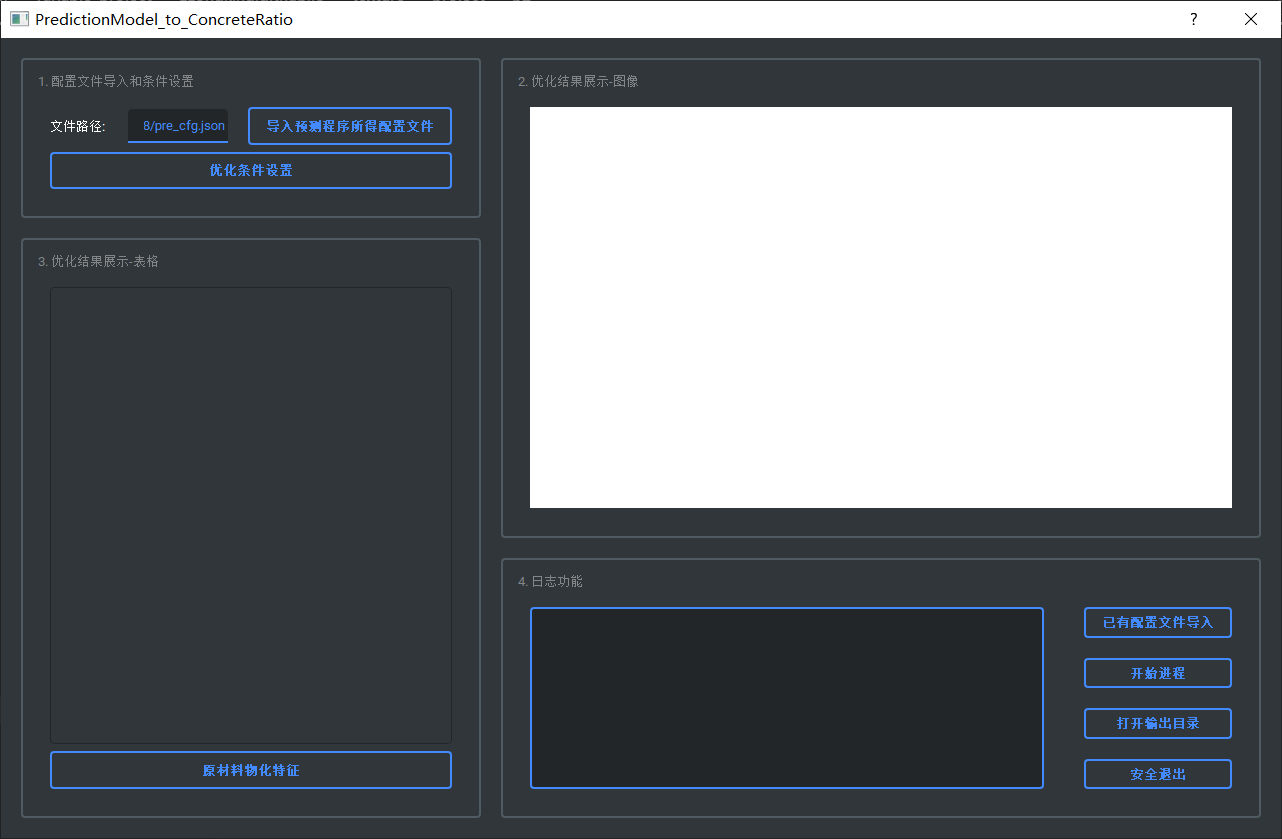 PredictionModel_to_ConcreteRatio
?
1. 配置文件导入和条件设置
文件路径:
8/pre_cfg.json
导入预测程序所得配置文件
优化条件设置
2. 优化结果展示-图像
3. 优化结果展示-表格
原材料物化特征
4. 日志功能
已有配置文件导入
开始进程
打开输出目录
安全退出